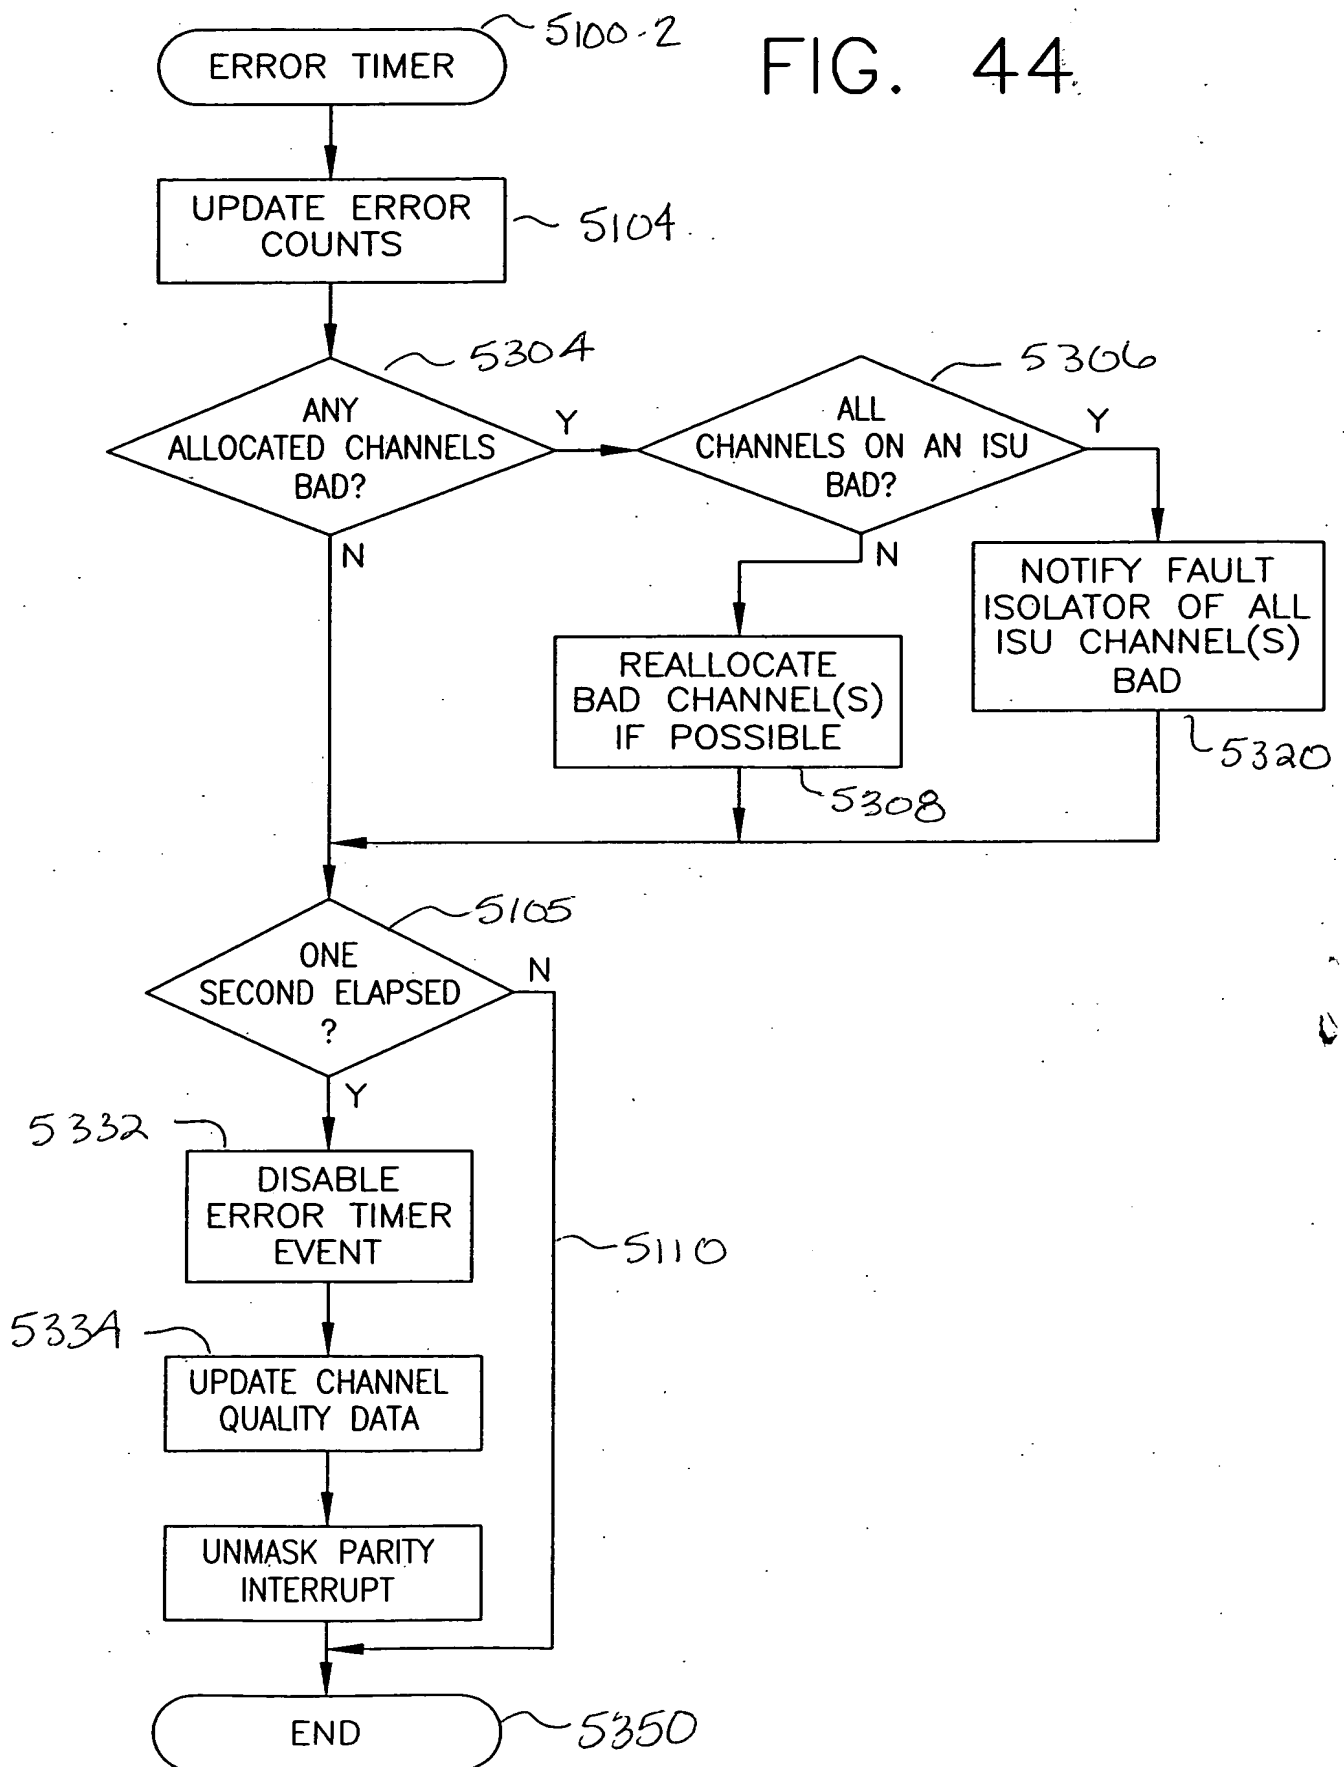 FIG. 44
ERROR TIMER
5100-2
UPDATE ERROR
COUNTS
5104
ANY
ALLOCATED CHANNELS
BAD?
5304
Y
N
ALL
CHANNELS ON AN ISU
BAD?
5306
Y
N
REALLOCATE
BAD CHANNEL(S)
IF POSSIBLE
5308
NOTIFY FAULT
ISOLATOR OF ALL
ISU CHANNEL(S)
BAD
5320
ONE
SECOND ELAPSED
?
5105
N
Y
5332
DISABLE
ERROR TIMER
EVENT
5110
5334
UPDATE CHANNEL
QUALITY DATA
UNMASK PARITY
INTERRUPT
END
5350